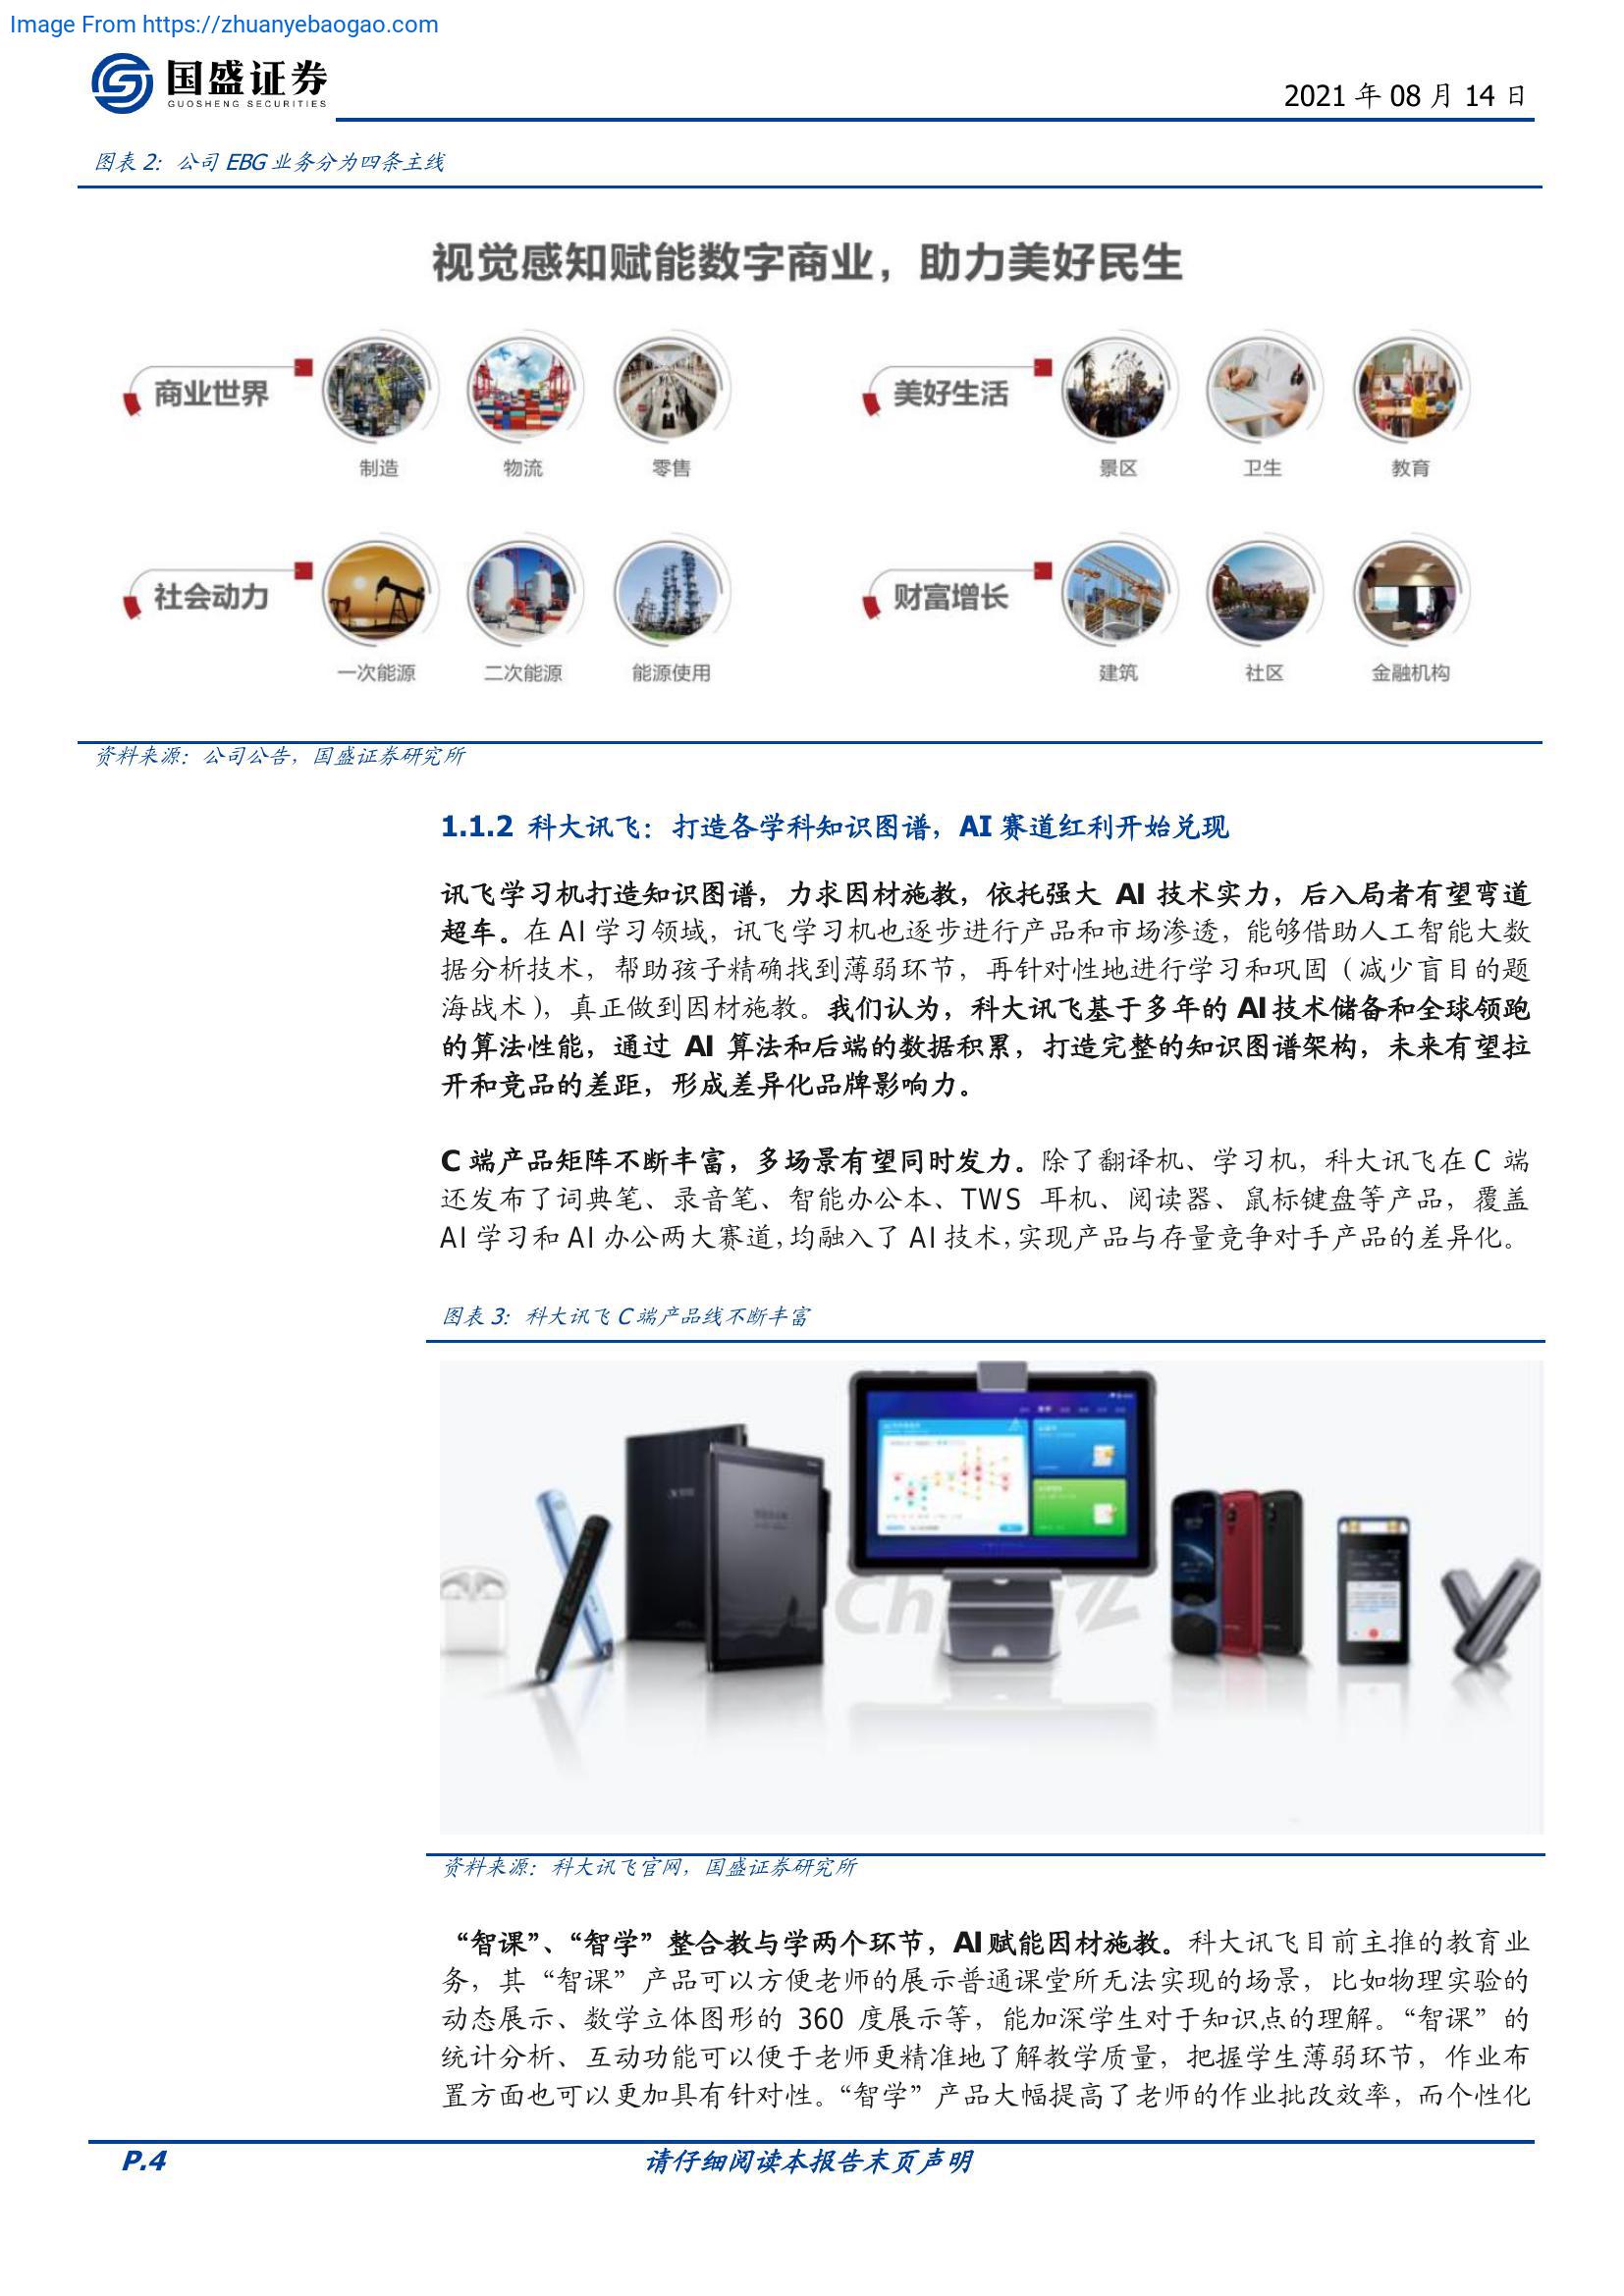 Image From https://zhuanyebaogao.com
国盛证券
GUOSHENG SECURITIES
2021 年 08 月 14 日
图表 2：公司 EBG 业务分为四条主线
视觉感知赋能数字商业，助力美好民生
商业世界
制造
物流
零售
美好生活
景区
卫生
教育
社会动力
一次能源
二次能源
能源使用
财富增长
建筑
社区
金融机构
资料来源：公司公告，国盛证券研究所
1.1.2 科大讯飞：打造各学科知识图谱，AI 赛道红利开始兑现
讯飞学习机打造知识图谱，力求因材施教，依托强大 AI 技术实力，后入局者有望弯道
超车。在 AI 学习领域，讯飞学习机也逐步进行产品和市场渗透，能够借助人工智能大数
据分析技术，帮助孩子精确找到薄弱环节，再针对性地进行学习和巩固（减少盲目的题
海战术），真正做到因材施教。我们认为，科大讯飞基于多年的 AI 技术储备和全球领跑
的算法性能，通过 AI 算法和后端的数据积累，打造完整的知识图谱架构，未来有望拉
开和竞品的差距，形成差异化品牌影响力。
C 端产品矩阵不断丰富，多场景有望同时发力。除了翻译机、学习机，科大讯飞在 C 端
还发布了词典笔、录音笔、智能办公本、TWS 耳机、阅读器、鼠标键盘等产品，覆盖
AI 学习和 AI 办公两大赛道，均融入了 AI 技术，实现产品与存量竞争对手产品的差异化。
图表 3：科大讯飞 C 端产品线不断丰富
资料来源：科大讯飞官网，国盛证券研究所
“智课”、“智学”整合教与学两个环节，AI 赋能因材施教。科大讯飞目前主推的教育业
务，其“智课”产品可以方便老师的展示普通课堂所无法实现的场景，比如物理实验的
动态展示、数学立体图形的 360 度展示等，能加深学生对于知识点的理解。“智课”的
统计分析、互动功能可以便于老师更精准地了解教学质量，把握学生薄弱环节，作业布
置方面也可以更加具有针对性。“智学”产品大幅提高了老师的作业批改效率，而个性化
P.4
请仔细阅读本报告末页声明